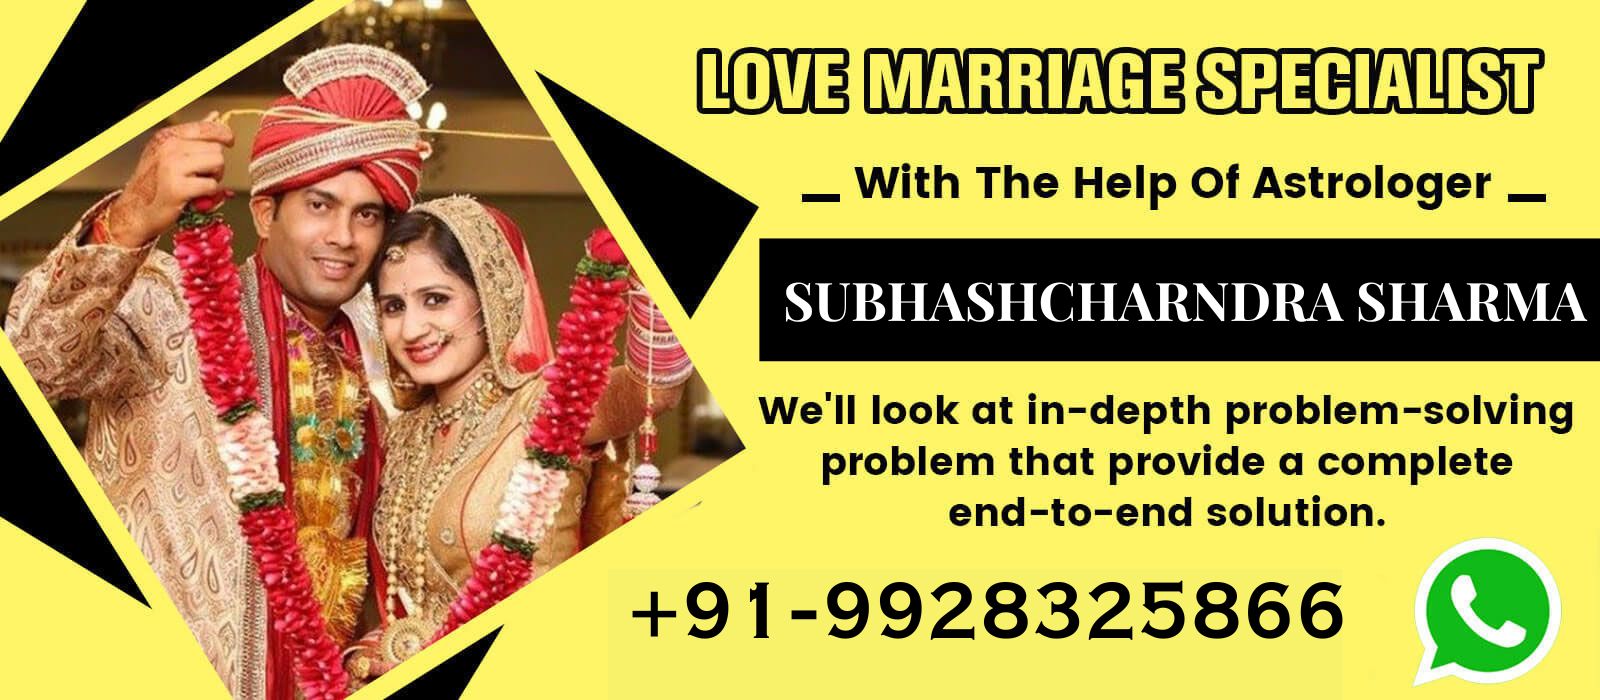 LOVE MARRIAGE SPECIALIST
With The Help Of Astrologer
SUBHASHCHARNDRA SHARMA
We'll look at in-depth problem-solving
problem that provide a complete
end-to-end solution.
+91-9928325866